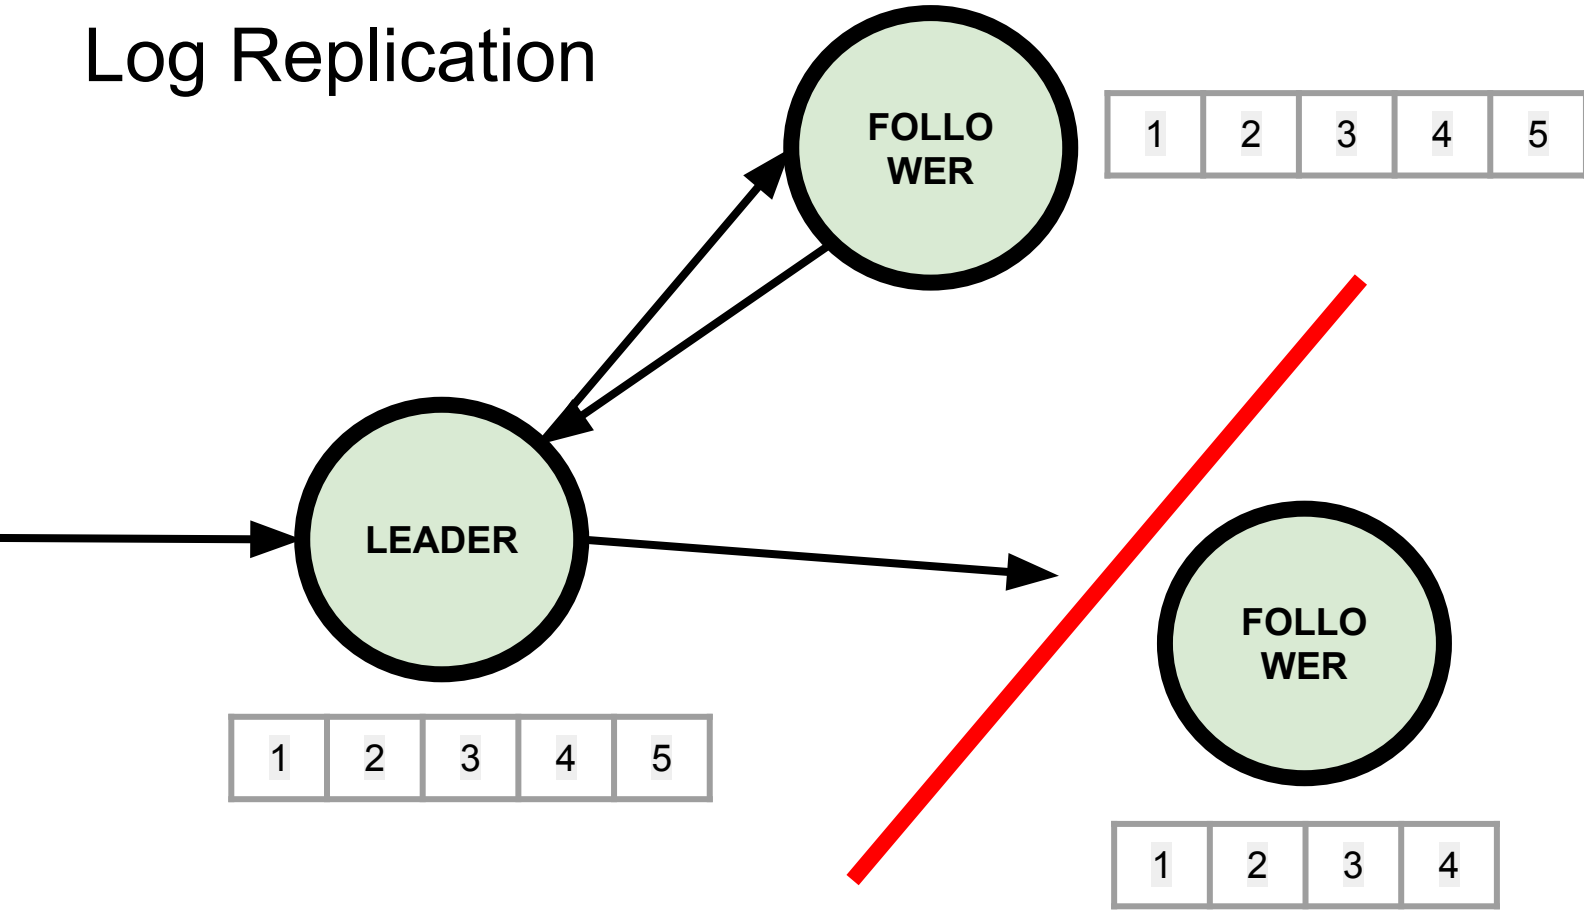 Log Replication
FOLLO
WER
1 2 3 4 5
LEADER
FOLLO
WER
1 2 3 4 5
1 2 3 4